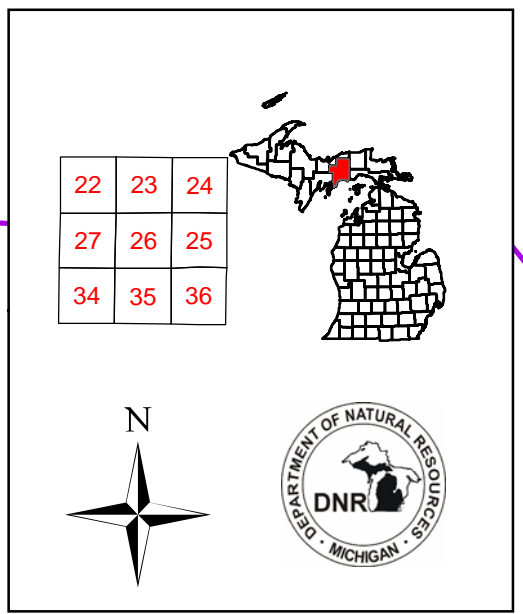 22 23 24
27 26 25
34 35 36
N
DEPARTMENT OF NATURAL RESOURCES
DNR
· MICHIGAN ·